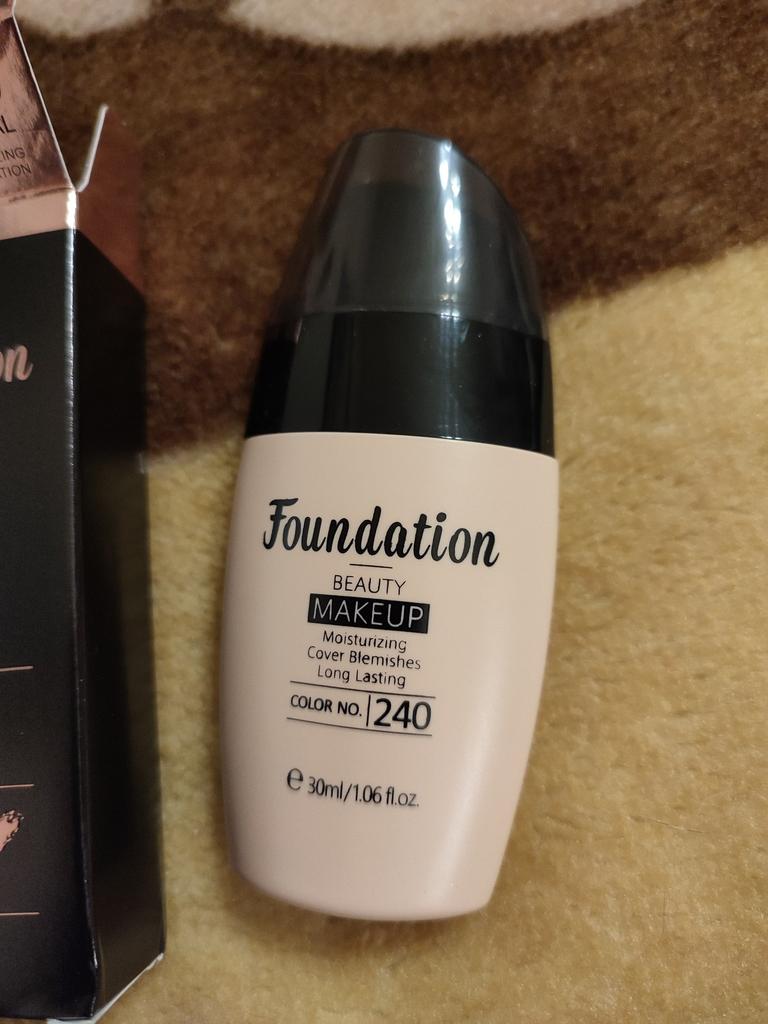 Foundation
BEAUTY
MAKEUP
Moisturizing
Cover Blemishes
Long Lasting
COLOR NO. 240
e 30ml/1.06 fl.oz.